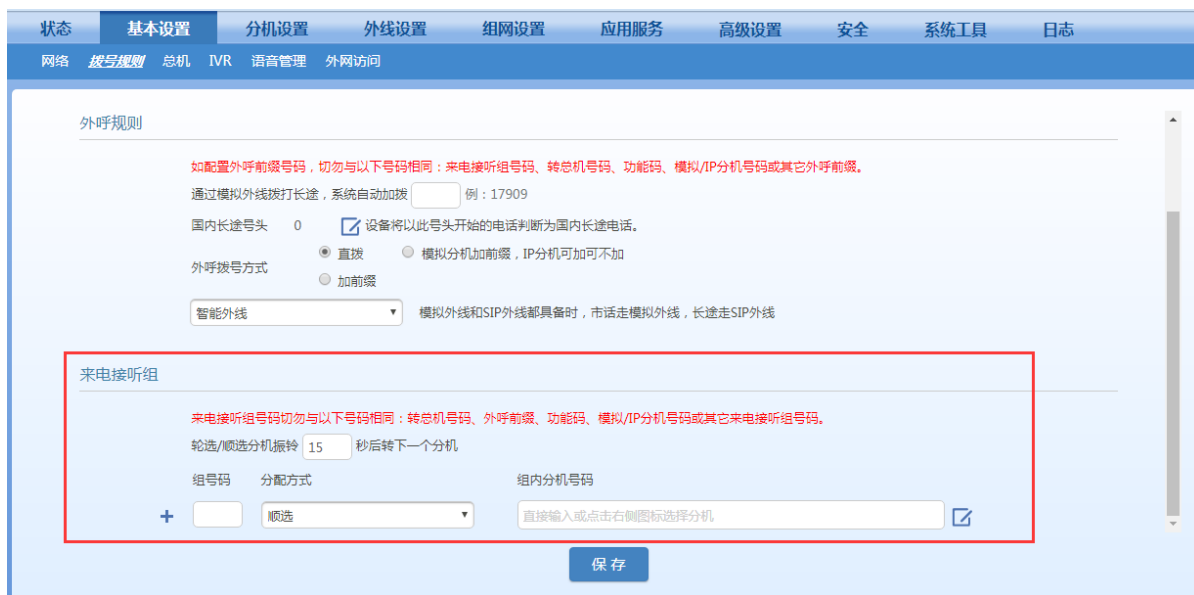 状态 基本设置 分机设置 外线设置 组网设置 应用服务 高级设置 安全 系统工具 日志
网络 拨号规则 总机 IVR 语音管理 外网访问
外呼规则
如配置外呼前缀号码，切勿与以下号码相同：来电接听组号码、转总机号码、功能码、模拟/IP分机号码或其它外呼前缀。
通过模拟外线拨打长途，系统自动加拨 例：17909
国内长途号头 0 设备将以此号头开始的电话判断为国内长途电话。
外呼拨号方式 直拨 模拟分机加前缀，IP分机可加可不加
加前缀
智能外线 模拟外线和SIP外线都具备时，市话走模拟外线，长途走SIP外线
来电接听组
来电接听组号码切勿与以下号码相同：转总机号码、外呼前缀、功能码、模拟/IP分机号码或其它来电接听组号码。
轮选/顺选分机振铃 15 秒后转下一个分机
组号码 分配方式 组内分机号码
+ 顺选 直接输入或点击右侧图标选择分机
保存